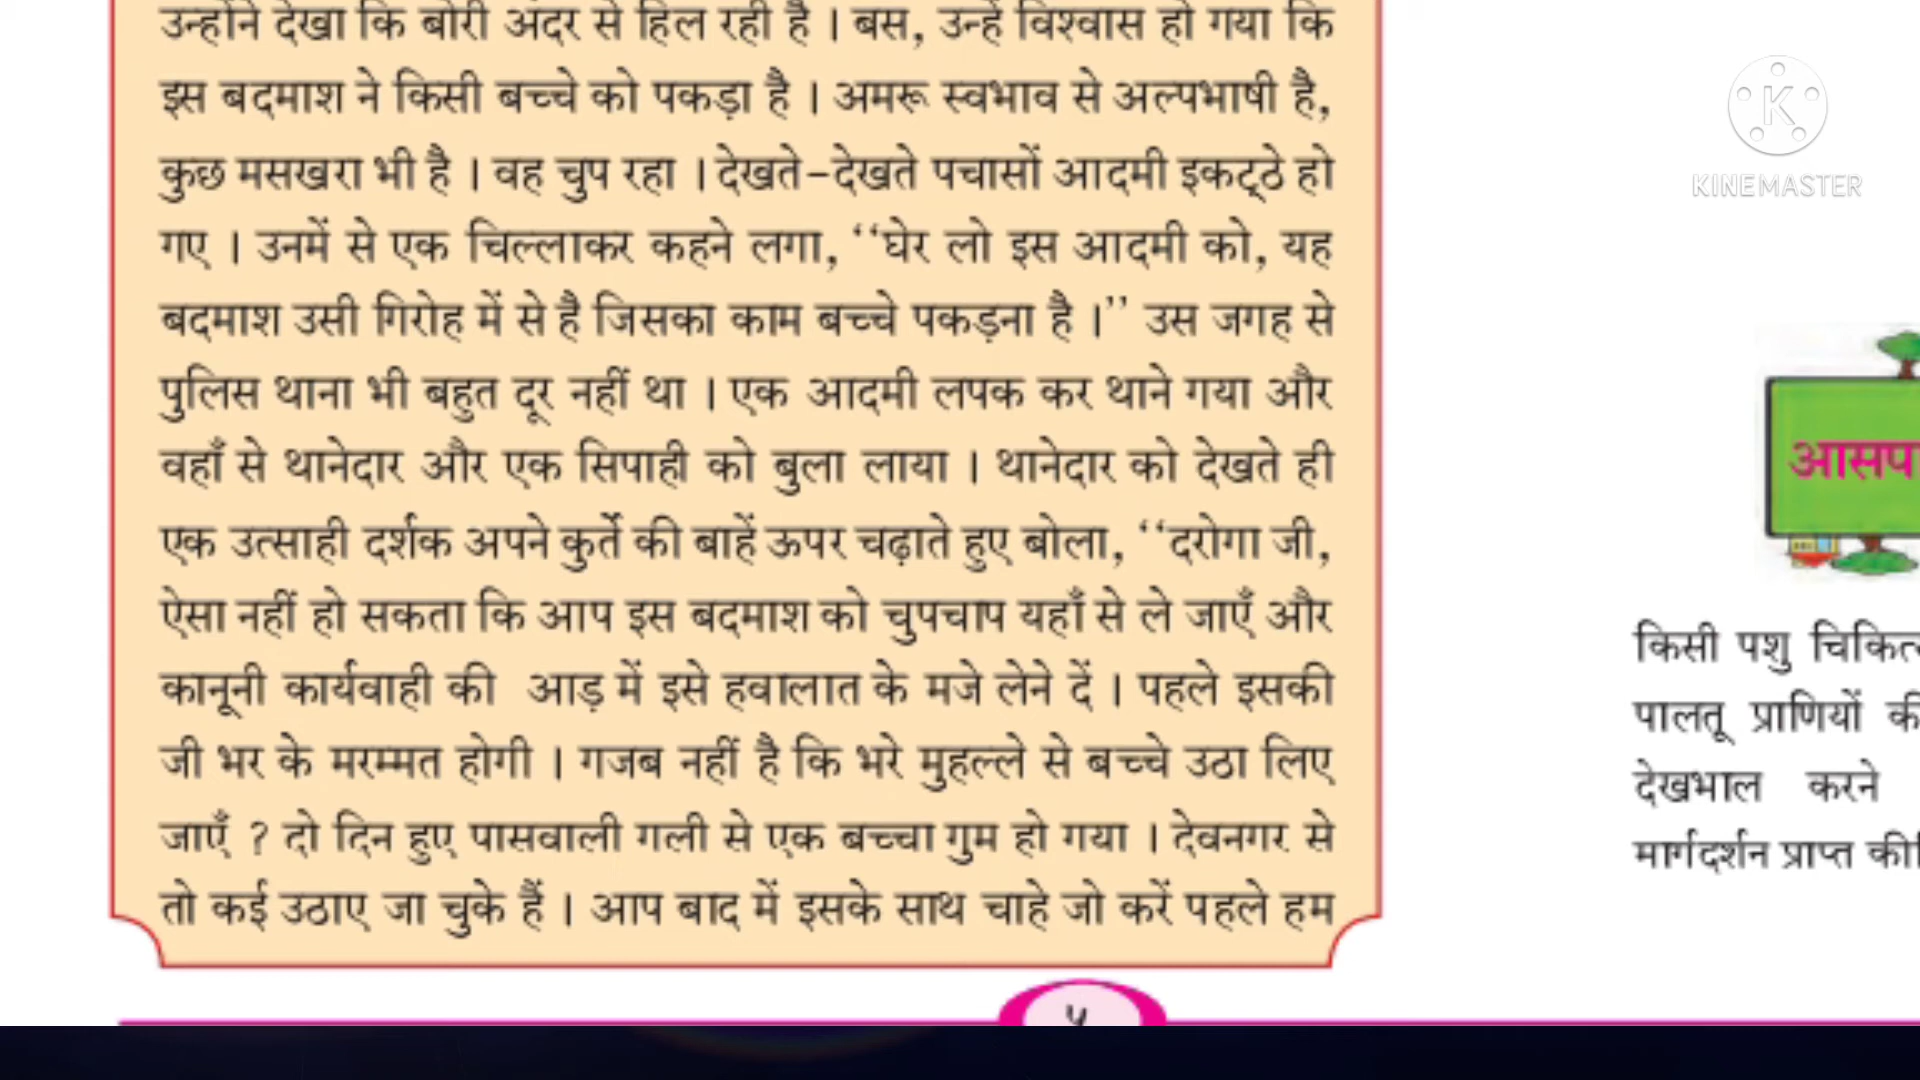 उन्होंने देखा कि बोरी अंदर से हिल रही है । बस, उन्हें विश्वास हो गया कि
इस बदमाश ने किसी बच्चे को पकड़ा है । अमरू स्वभाव से अल्पभाषी है,
कुछ मसखरा भी है । वह चुप रहा । देखते-देखते पचासों आदमी इकट्ठे हो
गए । उनमें से एक चिल्लाकर कहने लगा, ‘‘घेर लो इस आदमी को, यह
बदमाश उसी गिरोह में से है जिसका काम बच्चे पकड़ना है ।’’ उस जगह से
पुलिस थाना भी बहुत दूर नहीं था । एक आदमी लपक कर थाने गया और
वहाँ से थानेदार और एक सिपाही को बुला लाया । थानेदार को देखते ही
एक उत्साही दर्शक अपने कुर्ते की बाहें ऊपर चढ़ाते हुए बोला, ‘‘दरोगा जी,
ऐसा नहीं हो सकता कि आप इस बदमाश को चुपचाप यहाँ से ले जाएँ और
कानूनी कार्यवाही की आड़ में इसे हवालात के मजे लेने दें । पहले इसकी
जी भर के मरम्मत होगी । गजब नहीं है कि भरे मुहल्ले से बच्चे उठा लिए
जाएँ ? दो दिन हुए पासवाली गली से एक बच्चा गुम हो गया । देवनगर से
तो कई उठाए जा चुके हैं । आप बाद में इसके साथ चाहे जो करें पहले हम
५
K
KINEMASTER
आसप
किसी पशु
पालतू प्राणियों
देखभाल करने
मार्गदर्शन प्राप्त